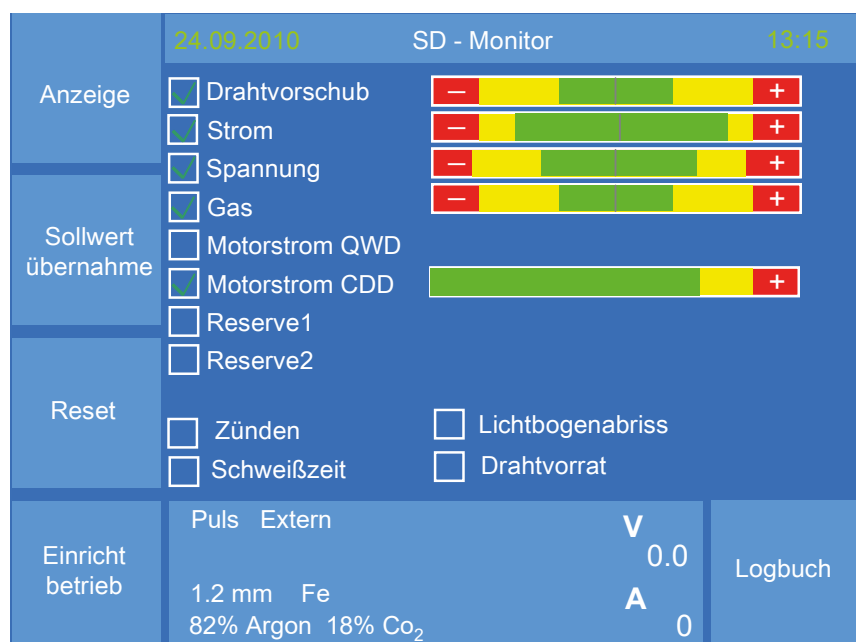 24.09.2010 SD - Monitor 13:15
Anzeige
Sollwert
übernahme
Reset
Einricht
betrieb
Drahtvorschub – +
Strom – +
Spannung – +
Gas – +
Motorstrom QWD
Motorstrom CDD +
Reserve1
Reserve2
Zünden
Schweißzeit
Lichtbogenabriss
Drahtvorrat
Puls Extern
1.2 mm Fe
82% Argon 18% Co₂
V
0.0
A
0
Logbuch